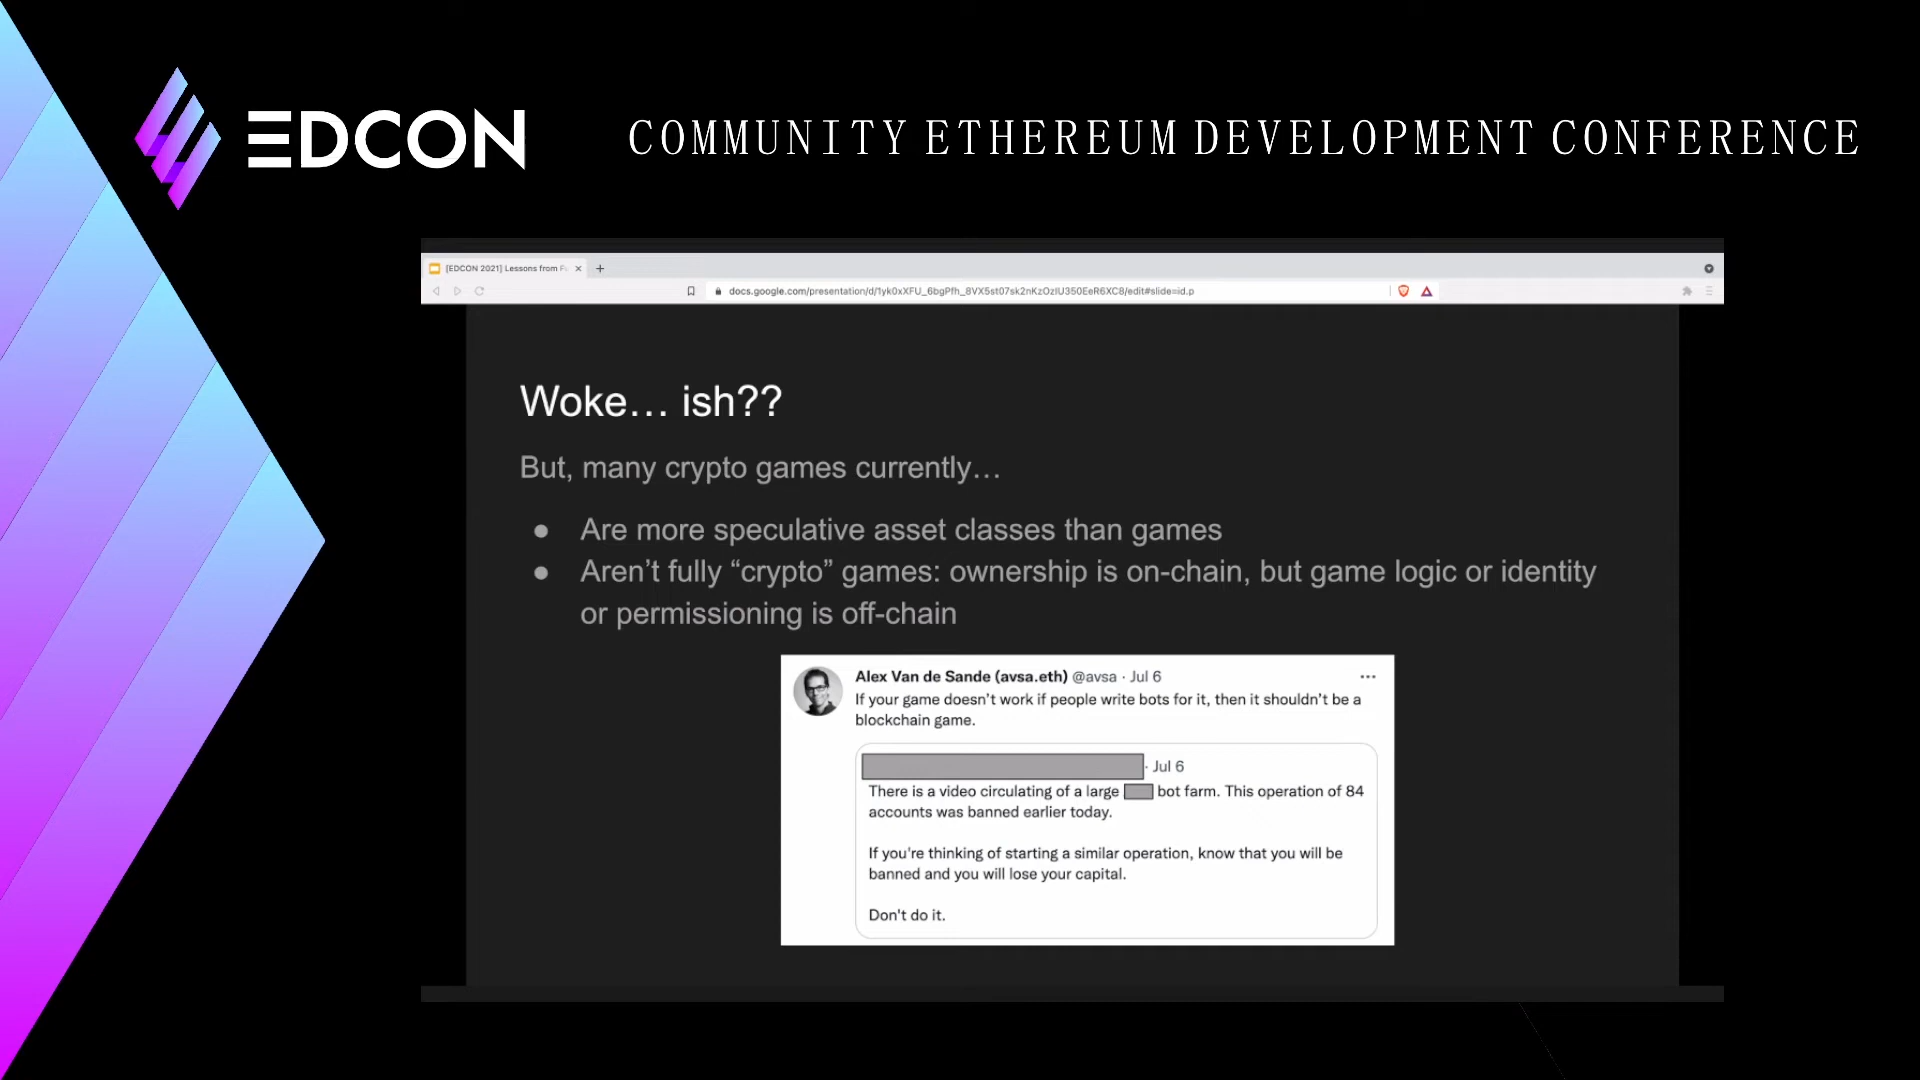 EDCON
COMMUNITY ETHEREUM DEVELOPMENT CONFERENCE
[EDCON 2021] Lessons from
docs.google.com/presentation/d/1yk0xXFU_6bgPfh_8VX5st07sk2nKzOzIU350EeR6XC8/edit#slide=id.p
Woke… ish??
But, many crypto games currently…
● Are more speculative asset classes than games
● Aren’t fully “crypto” games: ownership is on-chain, but game logic or identity
or permissioning is off-chain
Alex Van de Sande (avsa.eth) @avsa · Jul 6
If your game doesn’t work if people write bots for it, then it shouldn’t be a
blockchain game.
· Jul 6
There is a video circulating of a large bot farm. This operation of 84
accounts was banned earlier today.
If you're thinking of starting a similar operation, know that you will be
banned and you will lose your capital.
Don't do it.